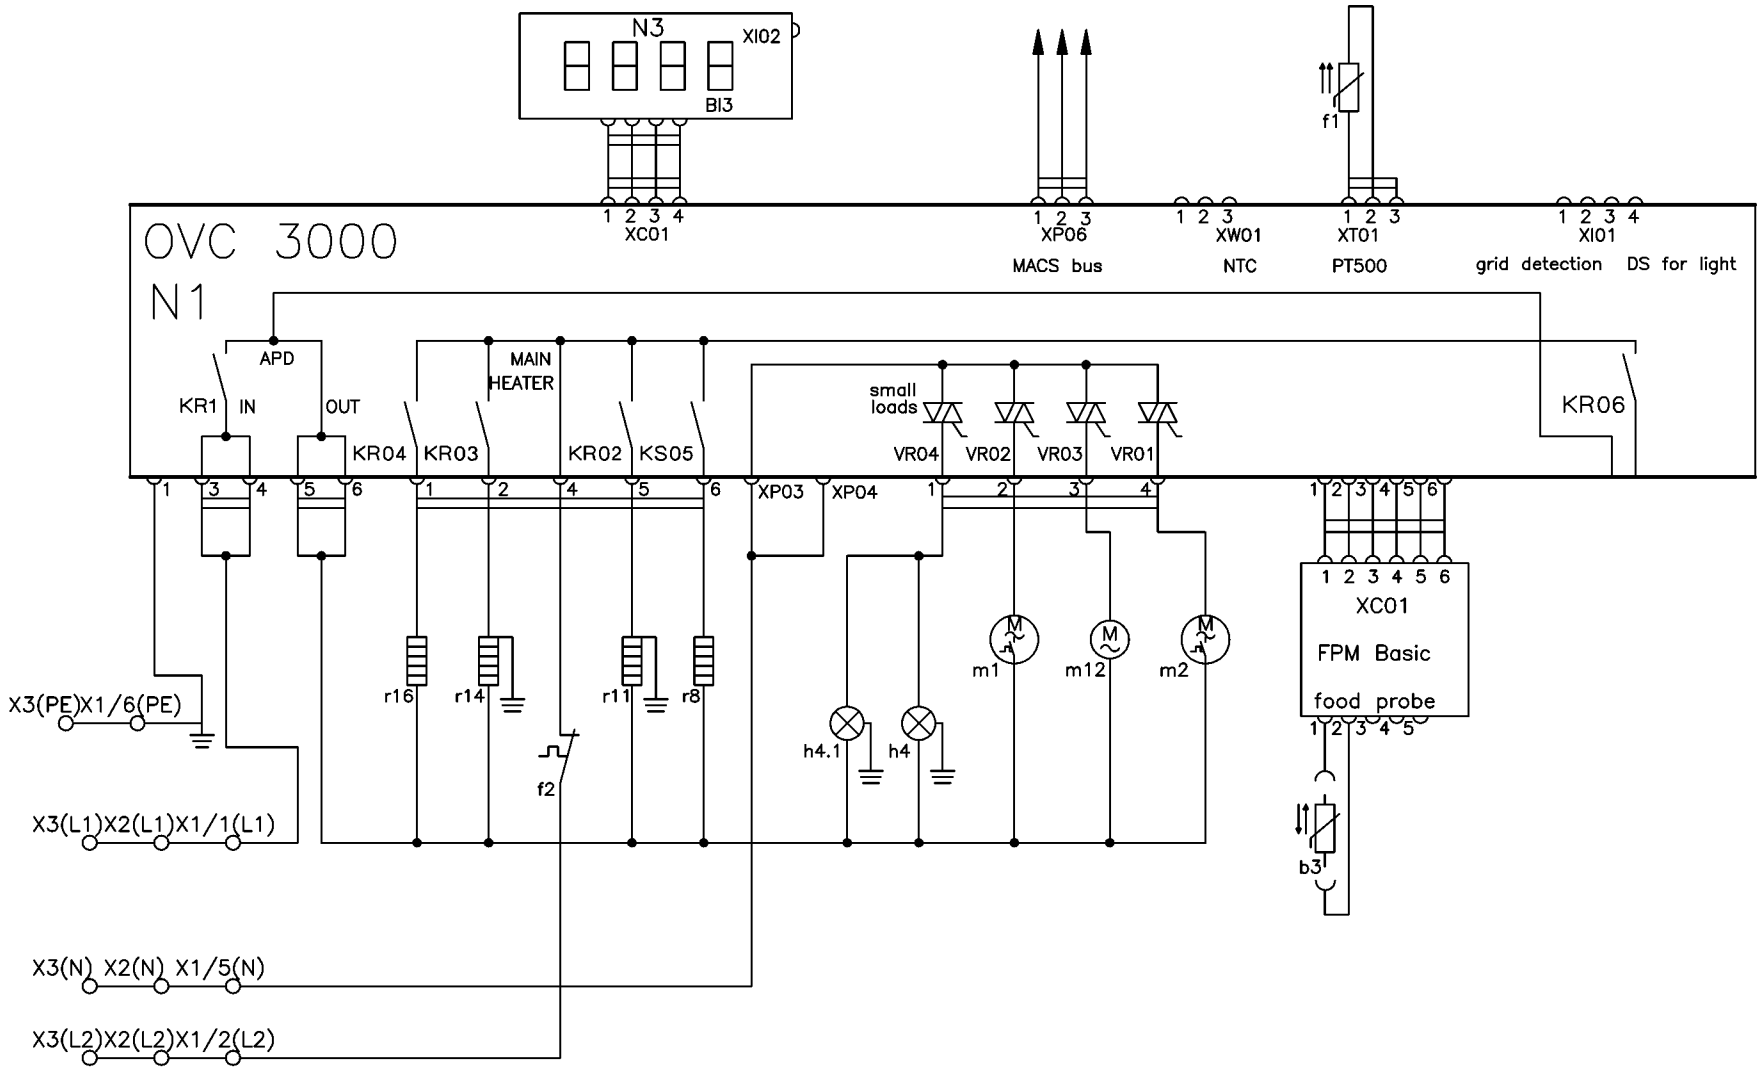 N3
XI02
BI3
f1
1 2 3 4
XC01
1 2 3
XP06
MACS bus
1 2 3
XW01
NTC
1 2 3
XT01
PT500
1 2 3 4
XI01
grid detection DS for light
OVC 3000
N1
APD
MAIN
HEATER
small
loads
KR1 IN
OUT
KR06
KR04 KR03
KR02 KS05
VR04 VR02 VR03 VR01
1 3 4 5 6
1 2 4 5 6
XP03 XP04
1 2 3 4
1 2 3 4 5 6
1 2 3 4 5 6
XC01
FPM Basic
food probe
1 2 3 4 5
M
M
M
m1 m12 m2
r16 r14 r11 r8
X3(PE)X1/6(PE)
h4.1 h4
f2
X3(L1)X2(L1)X1/1(L1)
b3
X3(N) X2(N) X1/5(N)
X3(L2)X2(L2)X1/2(L2)